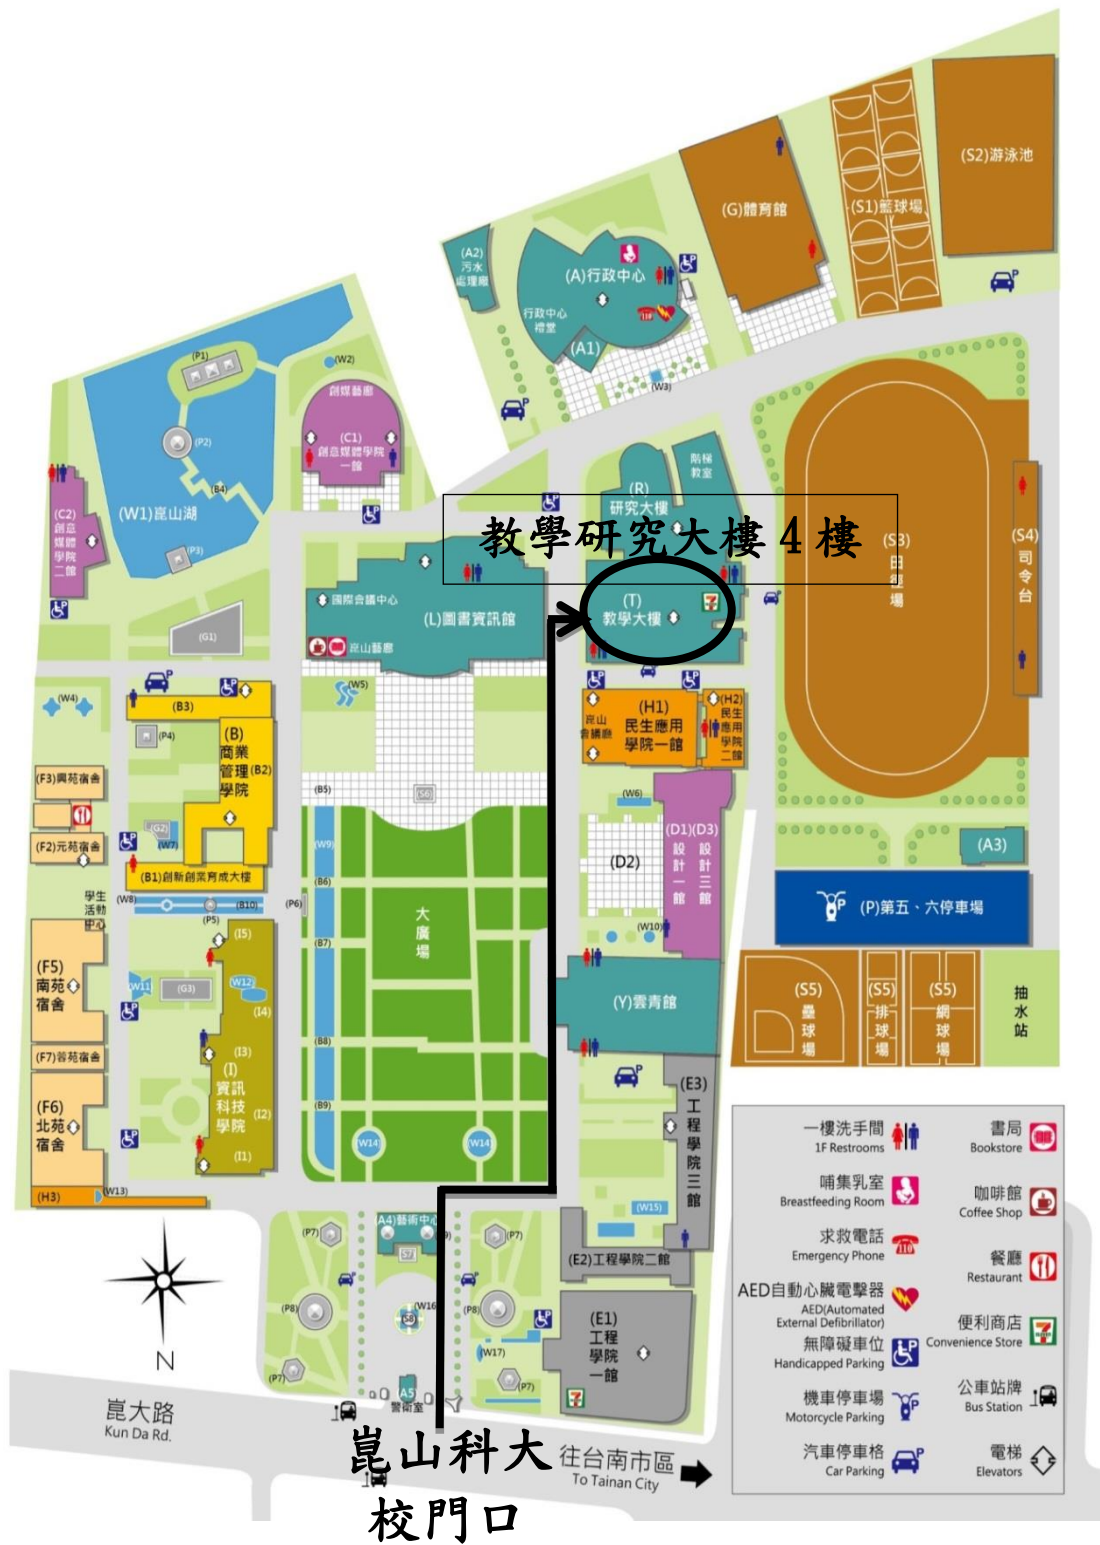 (S2)游泳池
(G)體育館
(S1)籃球場
(A2)
污水
處理廠
(A)行政中心
行政中心
禮堂
(A1)
(W3)
(P1)
(W2)
(P2)
(B4)
(W1)崑山湖
(P3)
創媒藝廊
(C1)
創意媒體學院
一館
(C2)
創意
媒體
學院
二館
(G1)
階梯
教室
(R)
研究大樓
教學研究大樓4樓
(S3)
田徑場
(S4)
司令台
國際會議中心
(L)圖書資訊館
崑山藝廊
(T)
教學大樓
(W4)
(W5)
(B3)
(P4)
(B)
商業
管理
學院
(B2)
(H1)
民生應用
學院一館
崑山
會議廳
(H2)
民生
應用
學院
二館
(F3)興苑宿舍
(F2)元苑宿舍
(G2)
(W7)
(B1)創新創業育成大樓
(B5)
(S6)
(W6)
(D1)
設計一館
(D3)
設計三館
(D2)
(A3)
(W9)
(B6)
學生
活動
中心
(W8)
(B10)
(P5)
(P6)
大廣場
(P)第五、六停車場
(W10)
(B7)
(I5)
(F5)
南苑
宿舍
(W11)
(G3)
(W12)
(I4)
(Y)雲青館
(S5)
壘球場
(S5)
排球場
(S5)
網球場
抽水站
(F7)蓉苑宿舍
(I3)
(B8)
(I)
資訊
科技
學院
(I2)
(I1)
(F6)
北苑
宿舍
(B9)
(W14)
(W14)
(E3)
工程學院三館
(H3)
(W13)
(W15)
(A4)藝術中心
(P7)
(S7)
(P7)
(E2)工程學院二館
(P8)
(W16)
(S8)
(P8)
(E1)
工程
學院
一館
(W17)
(P7)
(P7)
(A5)
警衛室
N
崑大路
Kun Da Rd.
崑山科大
校門口
往台南市區
To Tainan City
一樓洗手間
1F Restrooms
哺集乳室
Breastfeeding Room
求救電話
Emergency Phone
110
AED自動心臟電擊器
AED(Automated
External Defibrillator)
無障礙車位
Handicapped Parking
機車停車場
Motorcycle Parking
汽車停車格
Car Parking
書局
Bookstore
咖啡館
Coffee Shop
餐廳
Restaurant
便利商店
Convenience Store
公車站牌
Bus Station
電梯
Elevators